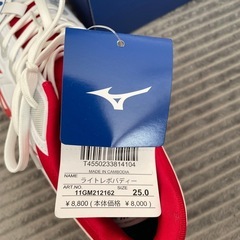 T4550233814104
MADE IN CAMBODIA
NAME
ライトレボバディー
ART.NO. SIZE
11GM212162 25.0
¥8,800(本体価格 ¥8,000)